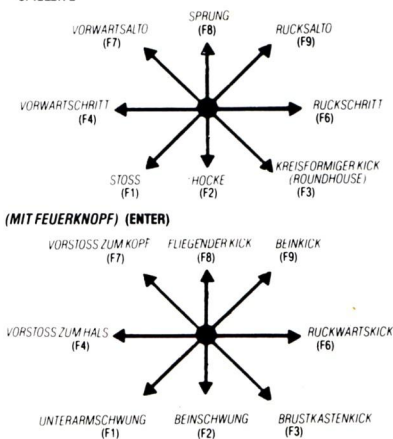 VORWARTSALTO
(F7)
SPRUNG
(F8)
RUCKSALTO
(F9)
VORWARTSCHRITT
(F4)
RUCKSCHRITT
(F6)
STOSS
(F1)
HOCKE
(F2)
KREISFORMIGER KICK
(ROUNDHOUSE)
(F3)
(MIT FEUERKNOPF) (ENTER)
VORSTOSS ZUM KOPF
(F7)
FLIEGENDER KICK
(F8)
BEINKICK
(F9)
VORSTOSS ZUM HALS
(F4)
RUCKWARTSKICK
(F6)
UNTERARMSCHWUNG
(F1)
BEINSCHWUNG
(F2)
BRUSTKASTENKICK
(F3)